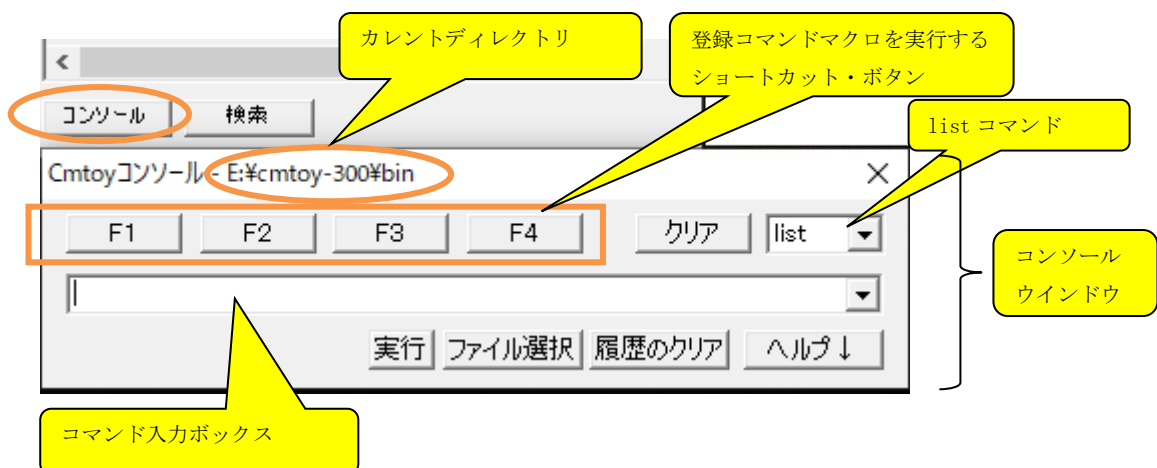 カレントディレクトリ
登録コマンドマクロを実行する
ショートカット・ボタン
<
コンソール
検索
list コマンド
Cmtoyコンソール - E:¥cmtoy-300¥bin
×
F1
F2
F3
F4
クリア
list
コンソール
ウインドウ
実行
ファイル選択
履歴のクリア
ヘルプ↓
コマンド入力ボックス